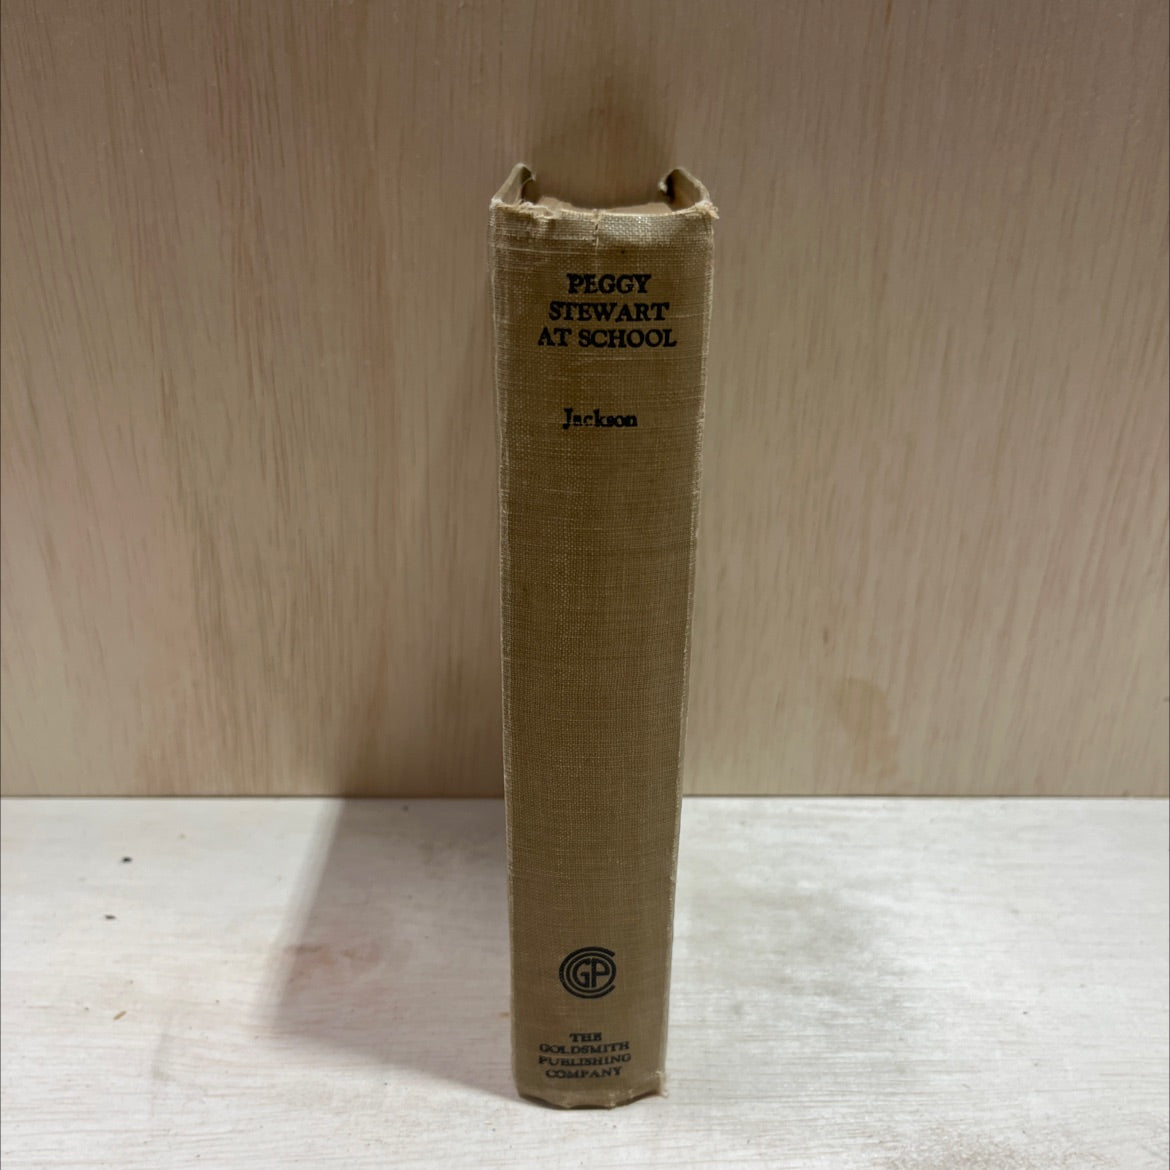 PEGGY
STEWART
AT SCHOOL
Jackson
GP
THE
GOLDSMITH
PUBLISHING
COMPANY